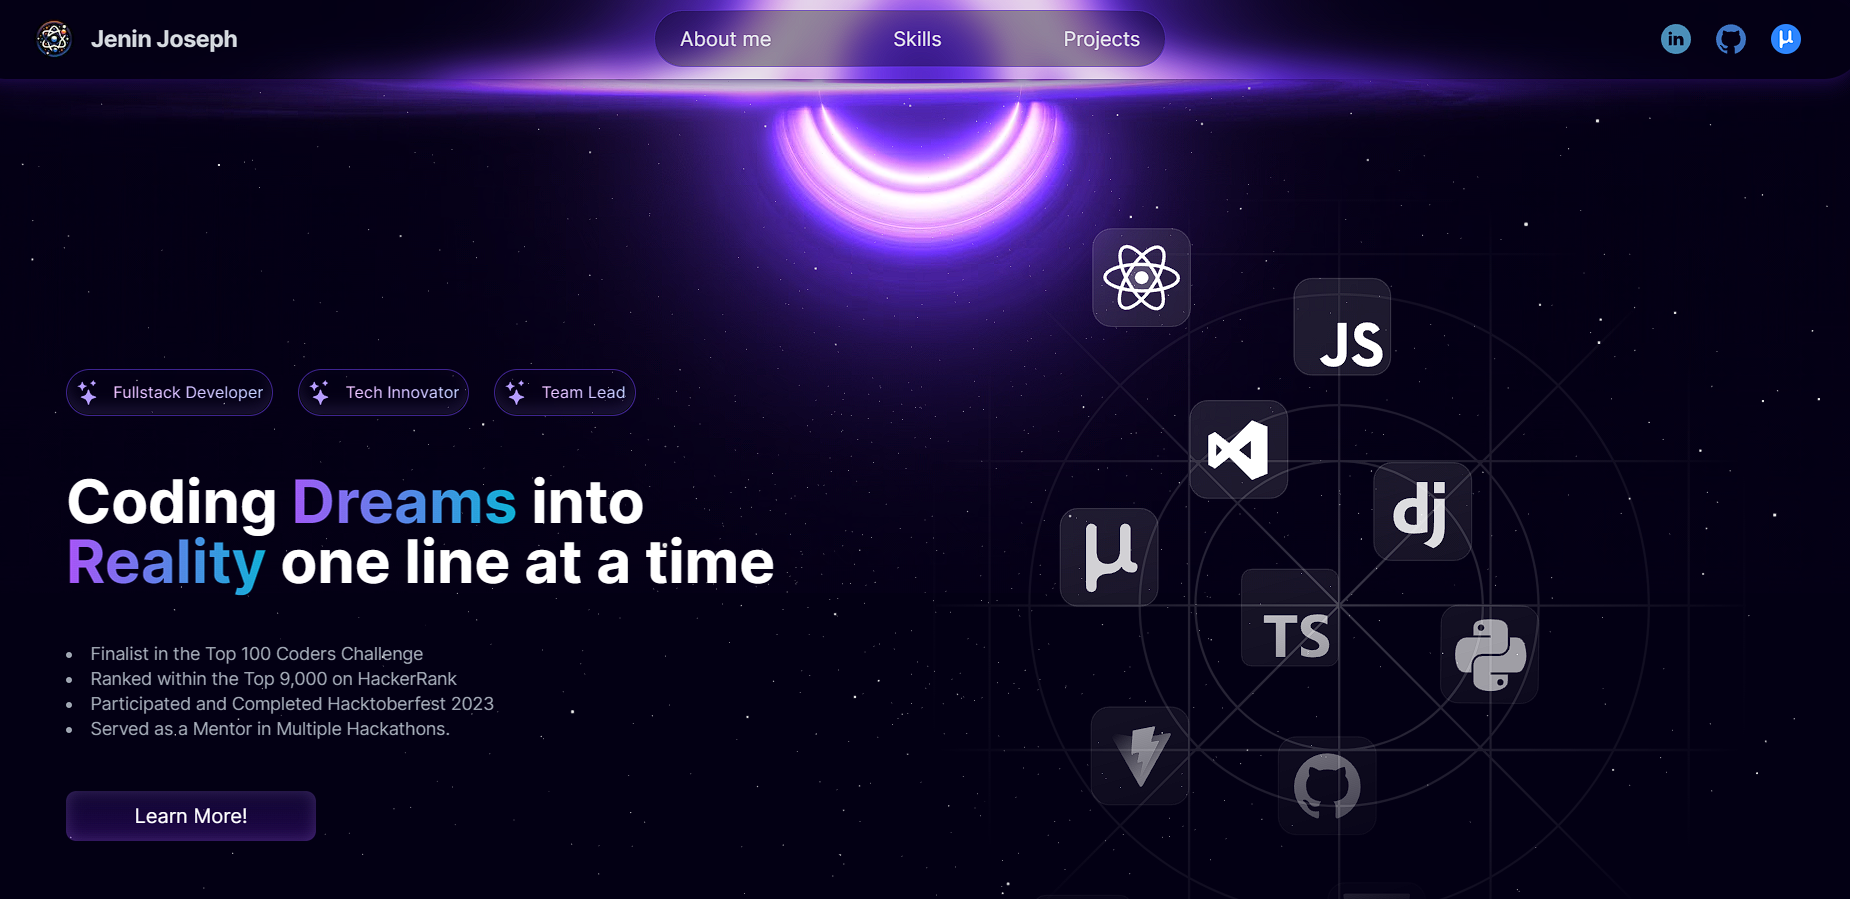 Jenin Joseph
About me
Skills
Projects
in
µ
Fullstack Developer
Tech Innovator
Team Lead
Coding Dreams into
Reality one line at a time
Finalist in the Top 100 Coders Challenge
Ranked within the Top 9,000 on HackerRank
Participated and Completed Hacktoberfest 2023
Served as a Mentor in Multiple Hackathons.
Learn More!
JS
dj
µ
TS